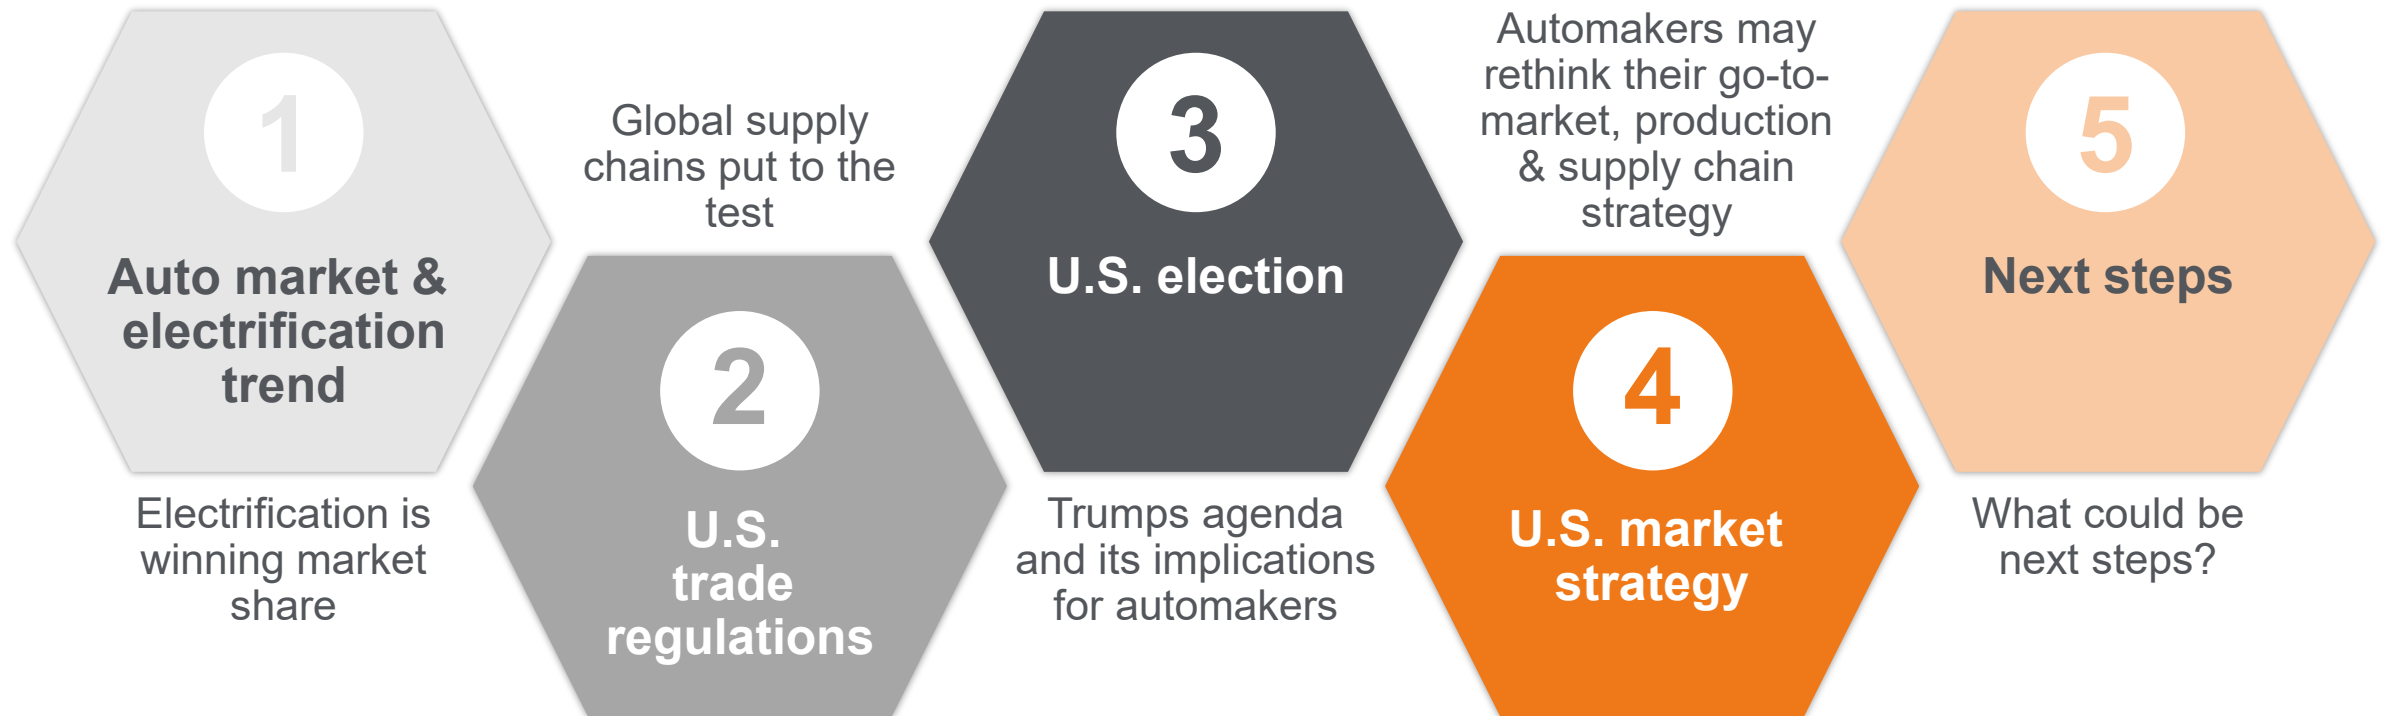 1
Auto market &
electrification
trend
Electrification is
winning market
share
Global supply
chains put to the
test
2
U.S.
trade
regulations
3
U.S. election
Trumps agenda
and its implications
for automakers
Automakers may
rethink their go-to-
market, production
& supply chain
strategy
4
U.S. market
strategy
5
Next steps
What could be
next steps?